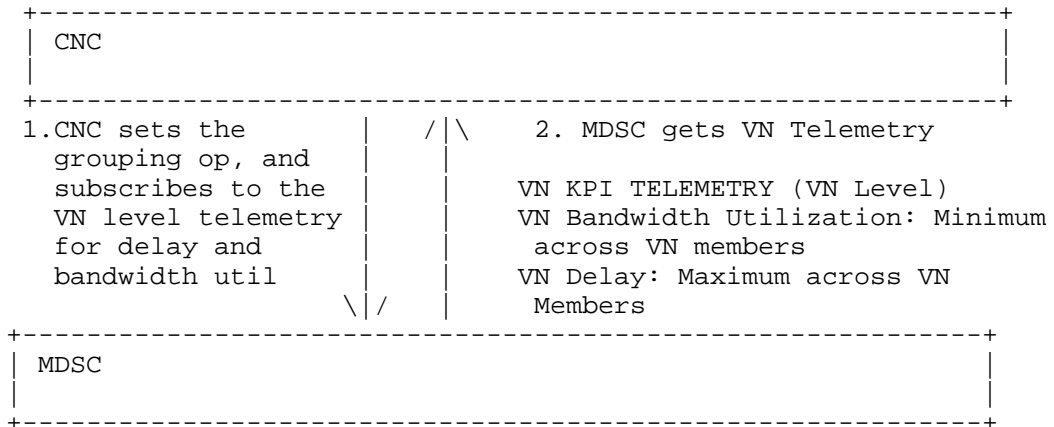 CNC
1.CNC sets the
grouping op, and
subscribes to the
VN level telemetry
for delay and
bandwidth util
2. MDSC gets VN Telemetry
VN KPI TELEMETRY (VN Level)
VN Bandwidth Utilization: Minimum
across VN members
VN Delay: Maximum across VN
Members
MDSC